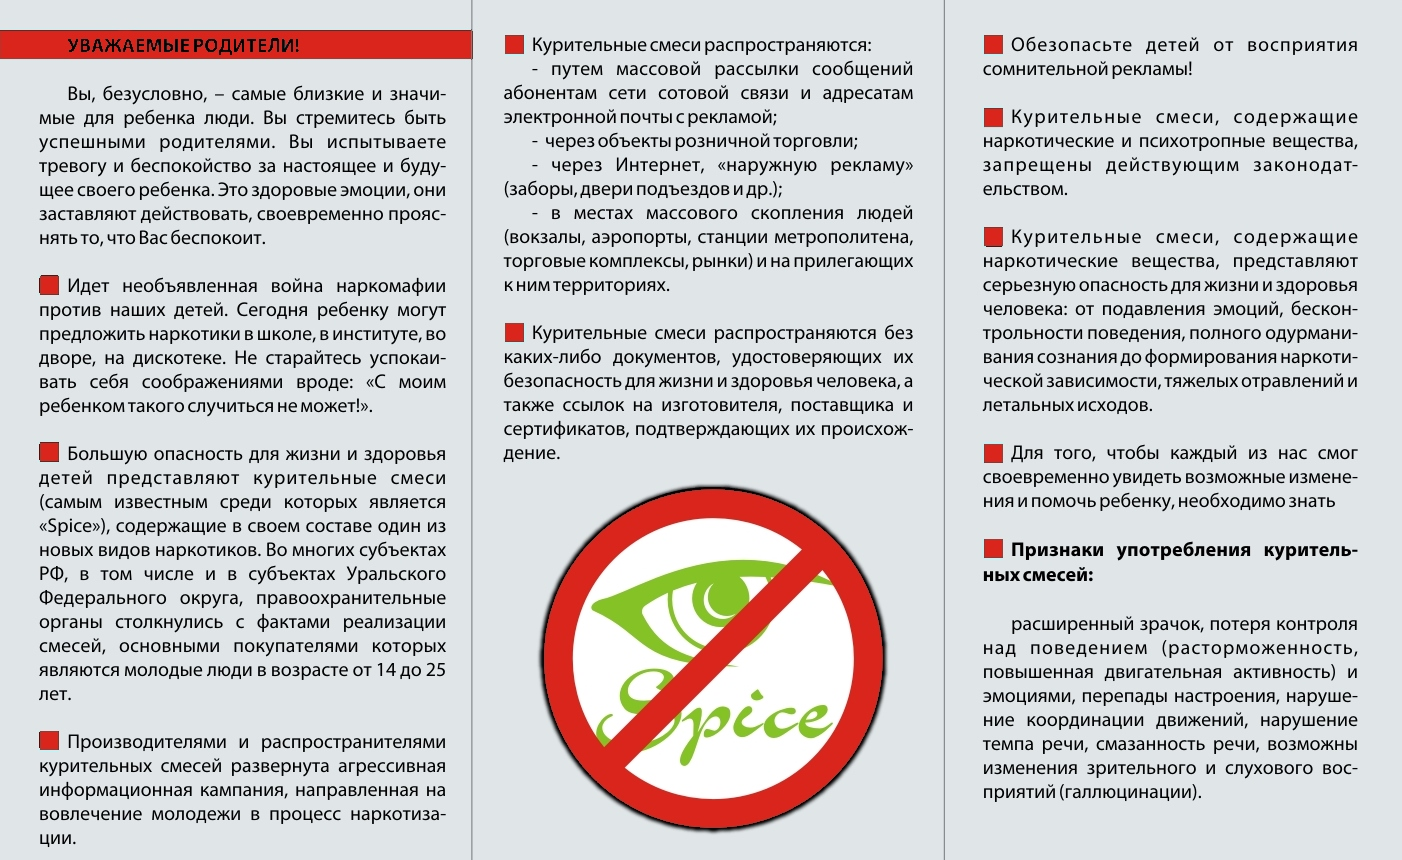 УВАЖАЕМЫЕ РОДИТЕЛИ!
Вы, безусловно, – самые близкие и значи-
мые для ребенка люди. Вы стремитесь быть
успешными родителями. Вы испытываете
тревогу и беспокойство за настоящее и буду-
щее своего ребенка. Это здоровые эмоции, они
заставляют действовать, своевременно прояс-
нять то, что Вас беспокоит.
Идет необъявленная война наркомафии
против наших детей. Сегодня ребенку могут
предложить наркотики в школе, в институте, во
дворе, на дискотеке. Не старайтесь успокаи-
вать себя соображениями вроде: «С моим
ребенком такого случиться не может!».
Большую опасность для жизни и здоровья
детей представляют курительные смеси
(самым известным среди которых является
«Spice»), содержащие в своем составе один из
новых видов наркотиков. Во многих субъектах
РФ, в том числе и в субъектах Уральского
Федерального округа, правоохранительные
органы столкнулись с фактами реализации
смесей, основными покупателями которых
являются молодые люди в возрасте от 14 до 25
лет.
Производителями и распространителями
курительных смесей развернута агрессивная
информационная кампания, направленная на
вовлечение молодежи в процесс наркотиза-
ции.
Курительные смеси распространяются:
- путем массовой рассылки сообщений
абонентам сети сотовой связи и адресатам
электронной почты с рекламой;
- через объекты розничной торговли;
- через Интернет, «наружную рекламу»
(заборы, двери подъездов и др.);
- в местах массового скопления людей
(вокзалы, аэропорты, станции метрополитена,
торговые комплексы, рынки) и на прилегающих
к ним территориях.
Курительные смеси распространяются без
каких-либо документов, удостоверяющих их
безопасность для жизни и здоровья человека, а
также ссылок на изготовителя, поставщика и
сертификатов, подтверждающих их происхож-
дение.
Spice
Обезопасьте детей от восприятия
сомнительной рекламы!
Курительные смеси, содержащие
наркотические и психотропные вещества,
запрещены действующим законодат-
ельством.
Курительные смеси, содержащие
наркотические вещества, представляют
серьезную опасность для жизни и здоровья
человека: от подавления эмоций, бескон-
трольности поведения, полного одурмани-
вания сознания до формирования наркоти-
ческой зависимости, тяжелых отравлений и
летальных исходов.
Для того, чтобы каждый из нас смог
своевременно увидеть возможные измене-
ния и помочь ребенку, необходимо знать
Признаки употребления куритель-
ных смесей:
расширенный зрачок, потеря контроля
над поведением (расторможенность,
повышенная двигательная активность) и
эмоциями, перепады настроения, наруше-
ние координации движений, нарушение
темпа речи, смазанность речи, возможны
изменения зрительного и слухового вос-
приятий (галлюцинации).